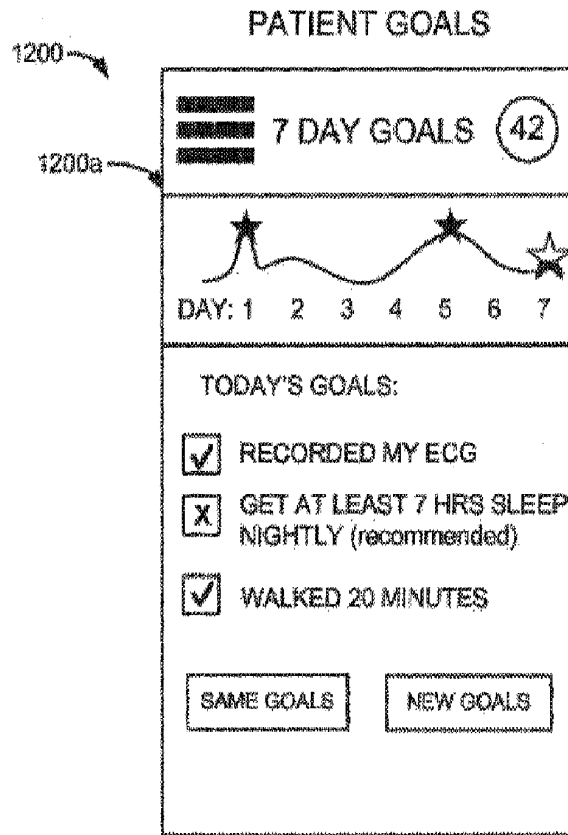 PATIENT GOALS
1200
1200a
7 DAY GOALS 42
DAY: 1 2 3 4 5 6 7
TODAY'S GOALS:
RECORDED MY ECG
X GET AT LEAST 7 HRS SLEEP
NIGHTLY (recommended)
WALKED 20 MINUTES
SAME GOALS NEW GOALS